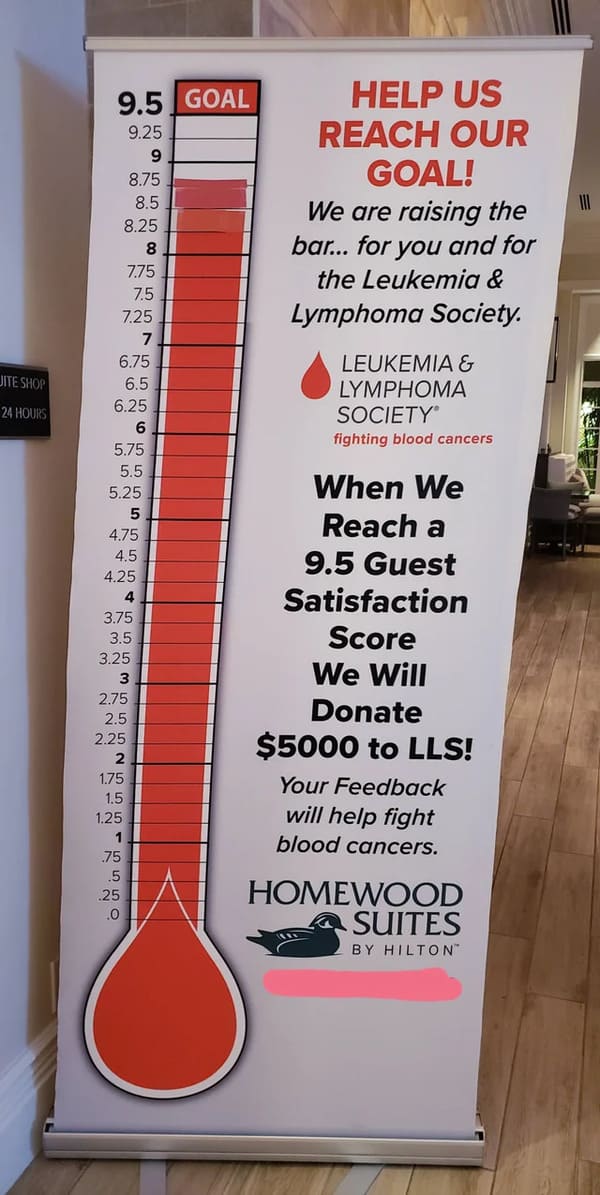 9.5
GOAL
9.25
9
8.75
8.5
8.25
8
7.75
7.5
7.25
7
6.75
6.5
6.25
6
5.75
5.5
5.25
5
4.75
4.5
4.25
4
3.75
3.5
3.25
3
2.75
2.5
2.25
2
1.75
1.5
1.25
1
.75
.5
.25
.0
HELP US
REACH OUR
GOAL!
We are raising the
bar... for you and for
the Leukemia &
Lymphoma Society.
LEUKEMIA &
LYMPHOMA
SOCIETY®
fighting blood cancers
When We
Reach a
9.5 Guest
Satisfaction
Score
We Will
Donate
$5000 to LLS!
Your Feedback
will help fight
blood cancers.
HOMEWOOD
SUITES
BY HILTON™
SHOP
24 HOURS